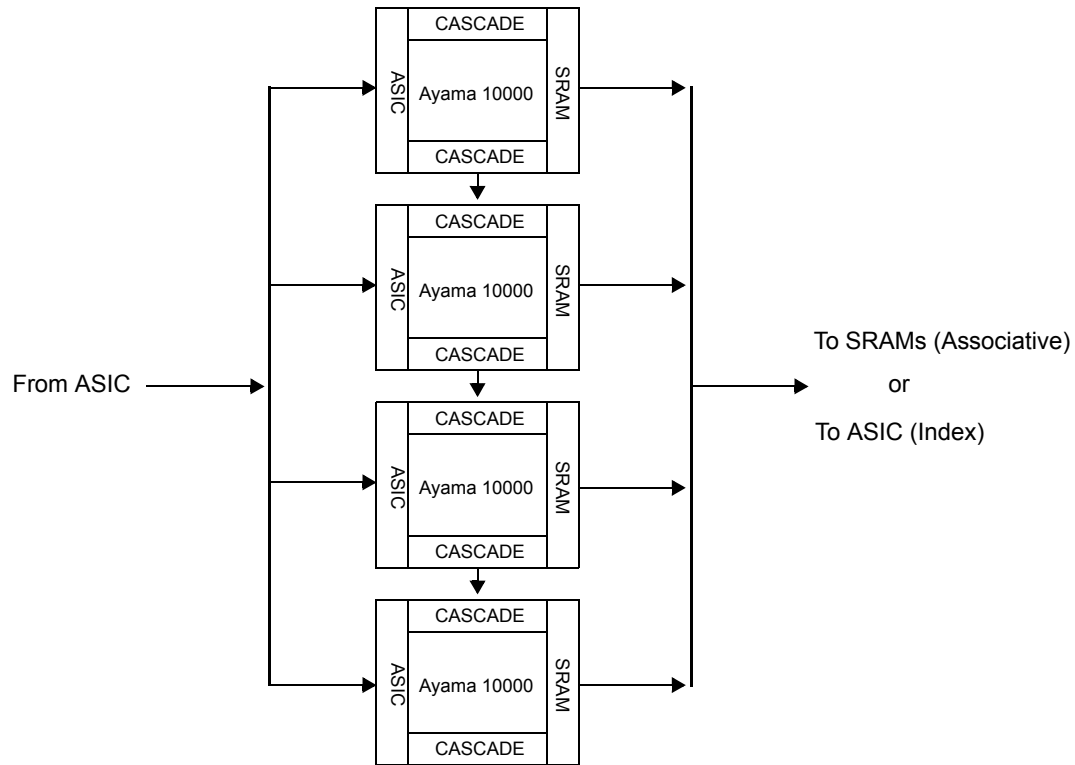 CASCADE
ASIC
Ayama 10000
SRAM
CASCADE
CASCADE
ASIC
Ayama 10000
SRAM
CASCADE
CASCADE
ASIC
Ayama 10000
SRAM
CASCADE
CASCADE
ASIC
Ayama 10000
SRAM
CASCADE
From ASIC
To SRAMs (Associative)
or
To ASIC (Index)